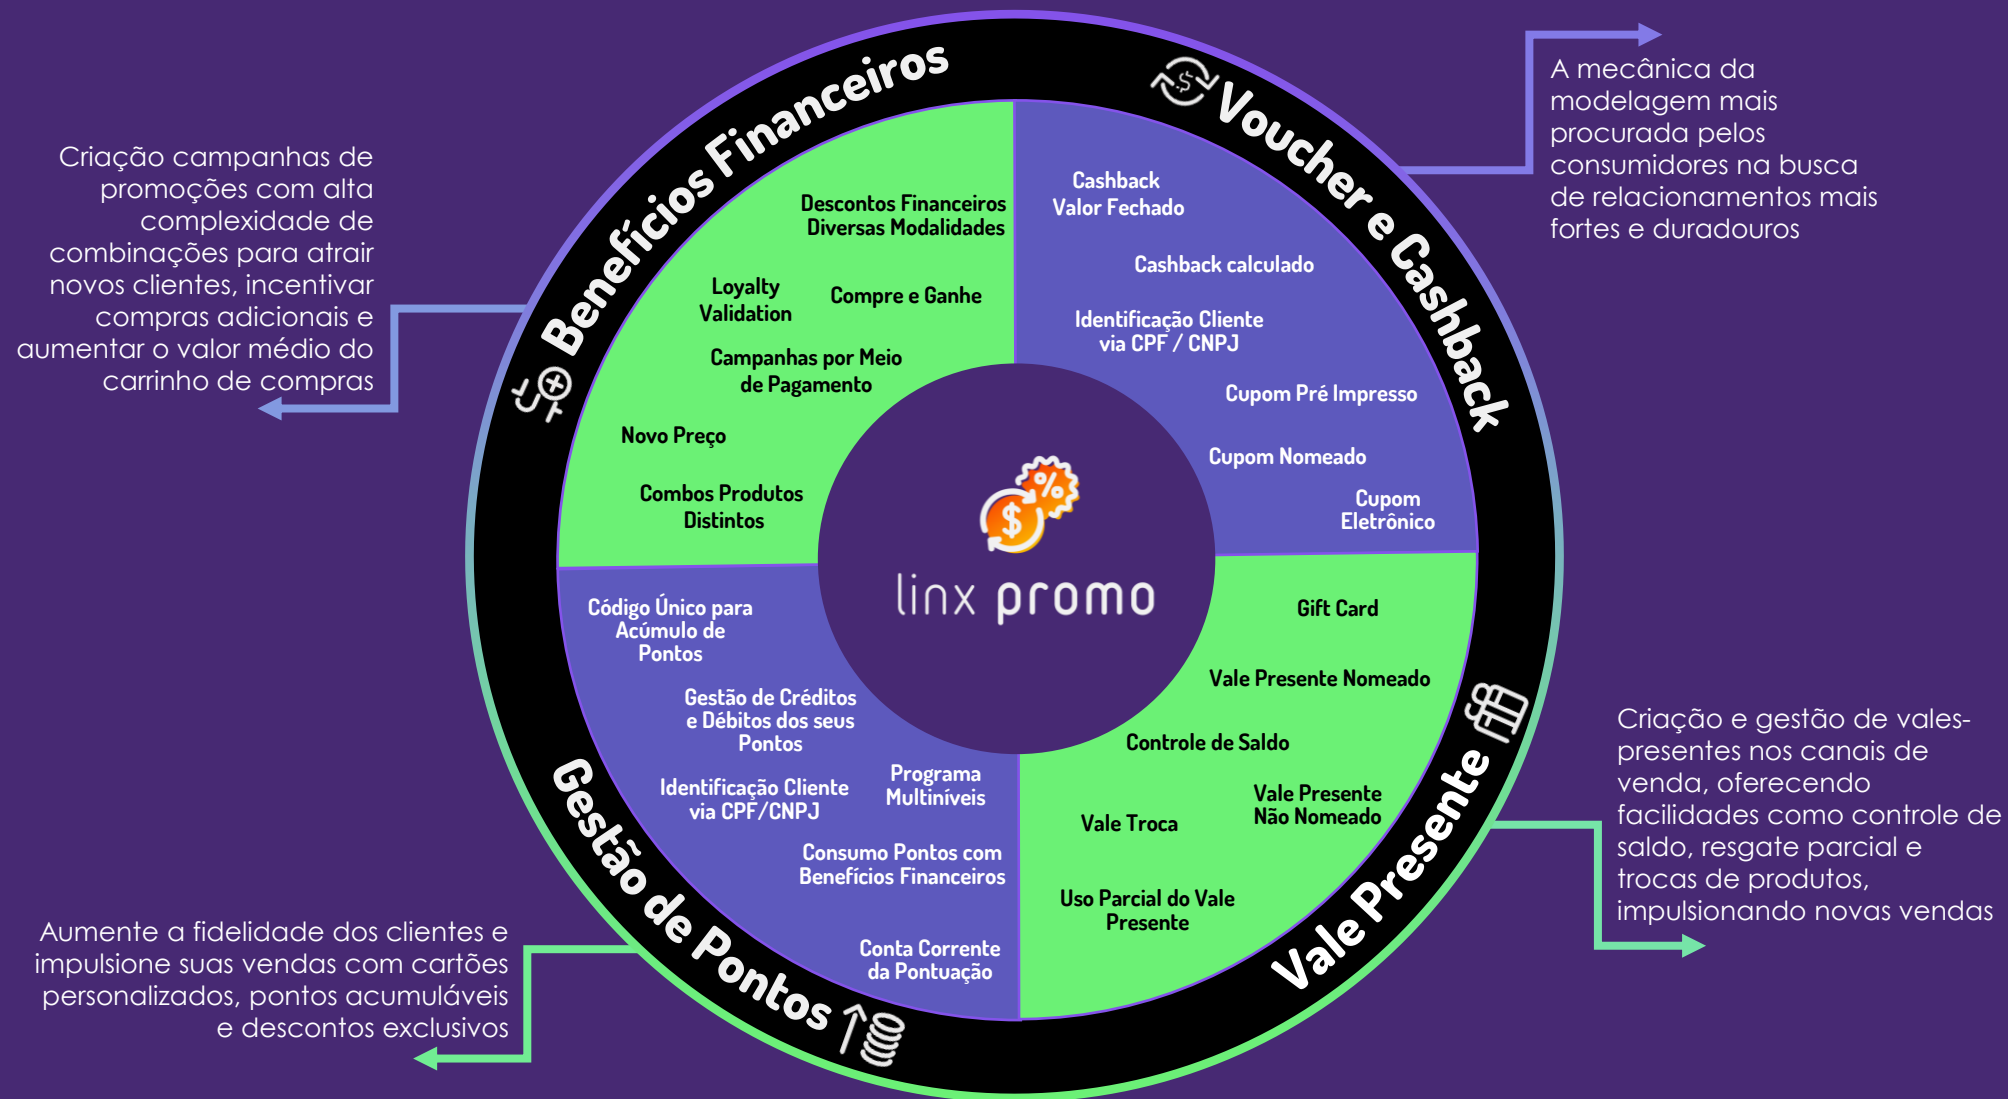 Benefícios Financeiros
Criação campanhas de
promoções com alta
complexidade de
combinações para atrair
novos clientes, incentivar
compras adicionais e
aumentar o valor médio do
carrinho de compras
Descontos Financeiros
Diversas Modalidades
Loyalty
Validation
Compre e Ganhe
Campanhas por Meio
de Pagamento
Novo Preço
Combos Produtos
Distintos
Voucher e Cashback
A mecânica da
modelagem mais
procurada pelos
consumidores na busca
de relacionamentos mais
fortes e duradouros
Cashback
Valor Fechado
Cashback calculado
Identificação Cliente
via CPF / CNPJ
Cupom Pré Impresso
Cupom Nomeado
Cupom
Eletrônico
linx promo
Gestão de Pontos
Código Único para
Acúmulo de
Pontos
Gestão de Créditos
e Débitos dos seus
Pontos
Identificação Cliente
via CPF/CNPJ
Programa
Multiníveis
Consumo Pontos com
Benefícios Financeiros
Conta Corrente
da Pontuação
Aumente a fidelidade dos clientes e
impulsione suas vendas com cartões
personalizados, pontos acumuláveis
e descontos exclusivos
Vale Presente
Gift Card
Vale Presente Nomeado
Controle de Saldo
Vale Presente
Não Nomeado
Vale Troca
Uso Parcial do Vale
Presente
Criação e gestão de vales-
presentes nos canais de
venda, oferecendo
facilidades como controle de
saldo, resgate parcial e
trocas de produtos,
impulsionando novas vendas